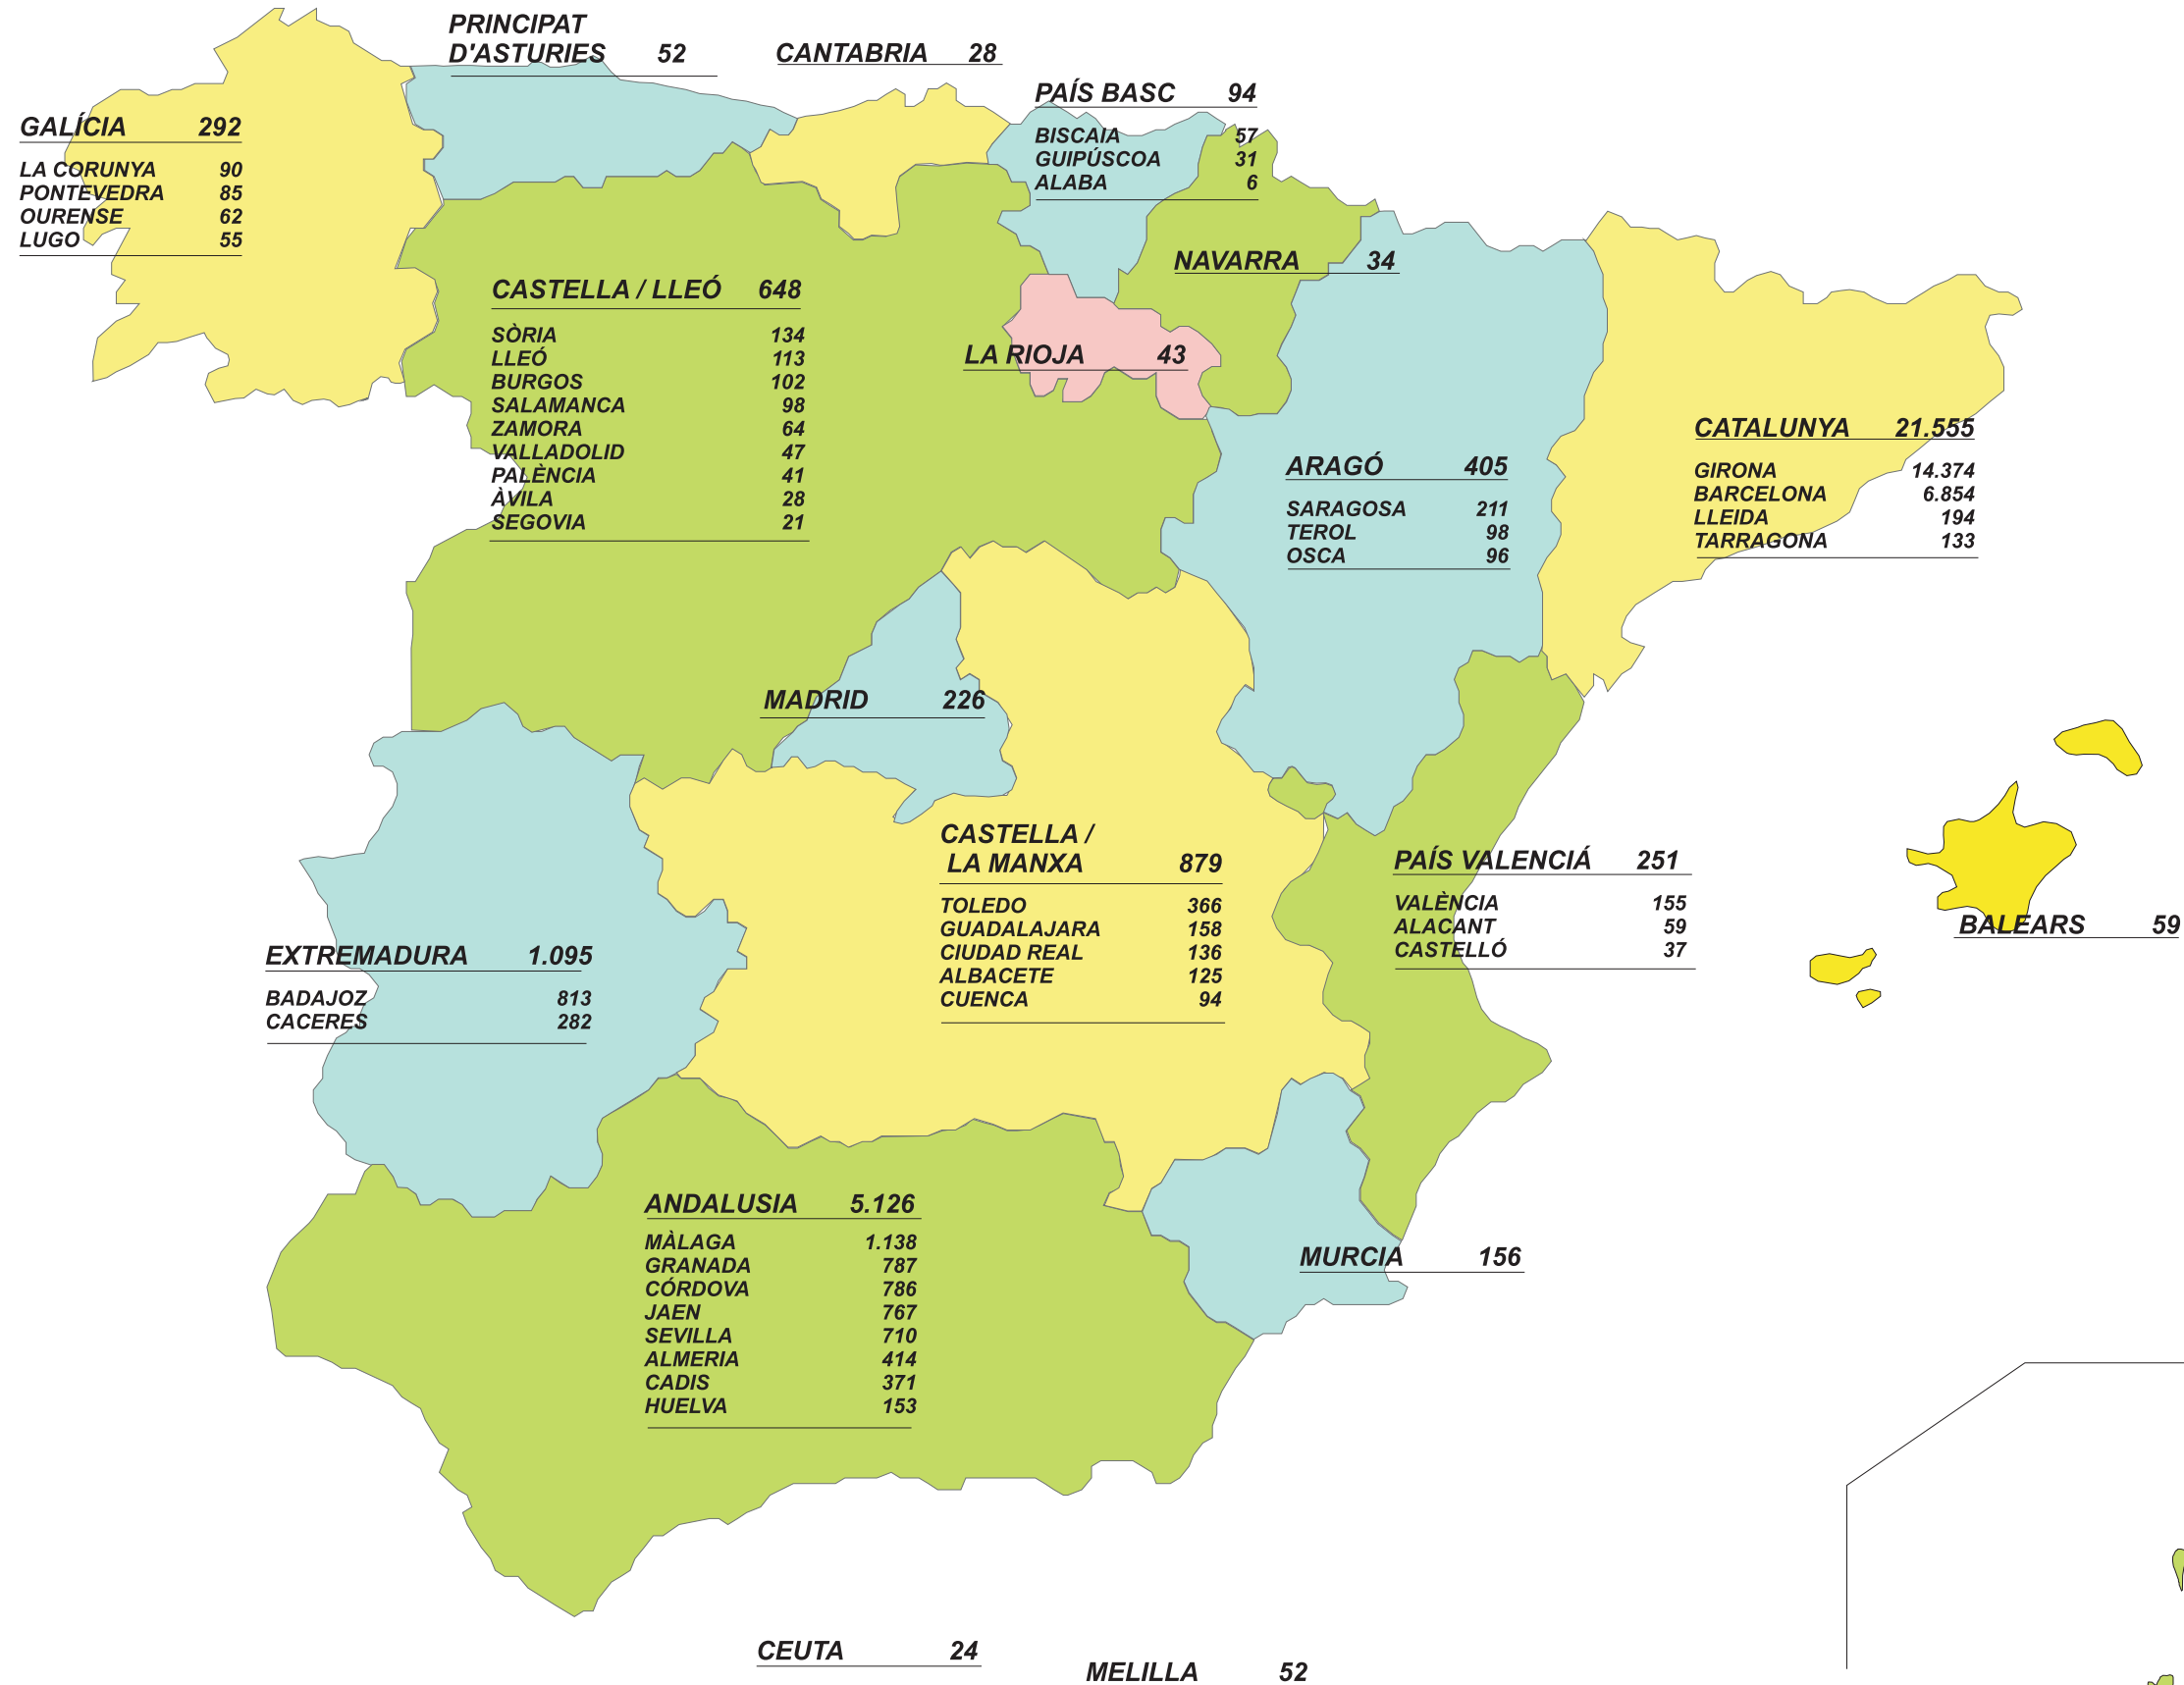 PRINCIPAT
D'ASTURIES 52
CANTABRIA 28
PAÍS BASC 94
BISCAIA 57
GUIPÚSCOA 31
ALABA 6
GALÍCIA 292
LA CORUNYA 90
PONTEVEDRA 85
OURENSE 62
LUGO 55
NAVARRA 34
CASTELLA / LLEÓ 648
SÒRIA 134
LLEÓ 113
BURGOS 102
SALAMANCA 98
ZAMORA 64
VALLADOLID 47
PALÈNCIA 41
ÀVILA 28
SEGOVIA 21
LA RIOJA 43
ARAGÓ 405
SARAGOSA 211
TEROL 98
OSCA 96
CATALUNYA 21.555
GIRONA 14.374
BARCELONA 6.854
LLEIDA 194
TARRAGONA 133
MADRID 226
CASTELLA /
LA MANXA 879
TOLEDO 366
GUADALAJARA 158
CIUDAD REAL 136
ALBACETE 125
CUENCA 94
PAÍS VALENCIÁ 251
VALÈNCIA 155
ALACANT 59
CASTELLÓ 37
BALEARS 59
EXTREMADURA 1.095
BADAJOZ 813
CACERES 282
ANDALUSIA 5.126
MÀLAGA 1.138
GRANADA 787
CÓRDOVA 786
JAEN 767
SEVILLA 710
ALMERIA 414
CADIS 371
HUELVA 153
MURCIA 156
CEUTA 24
MELILLA 52